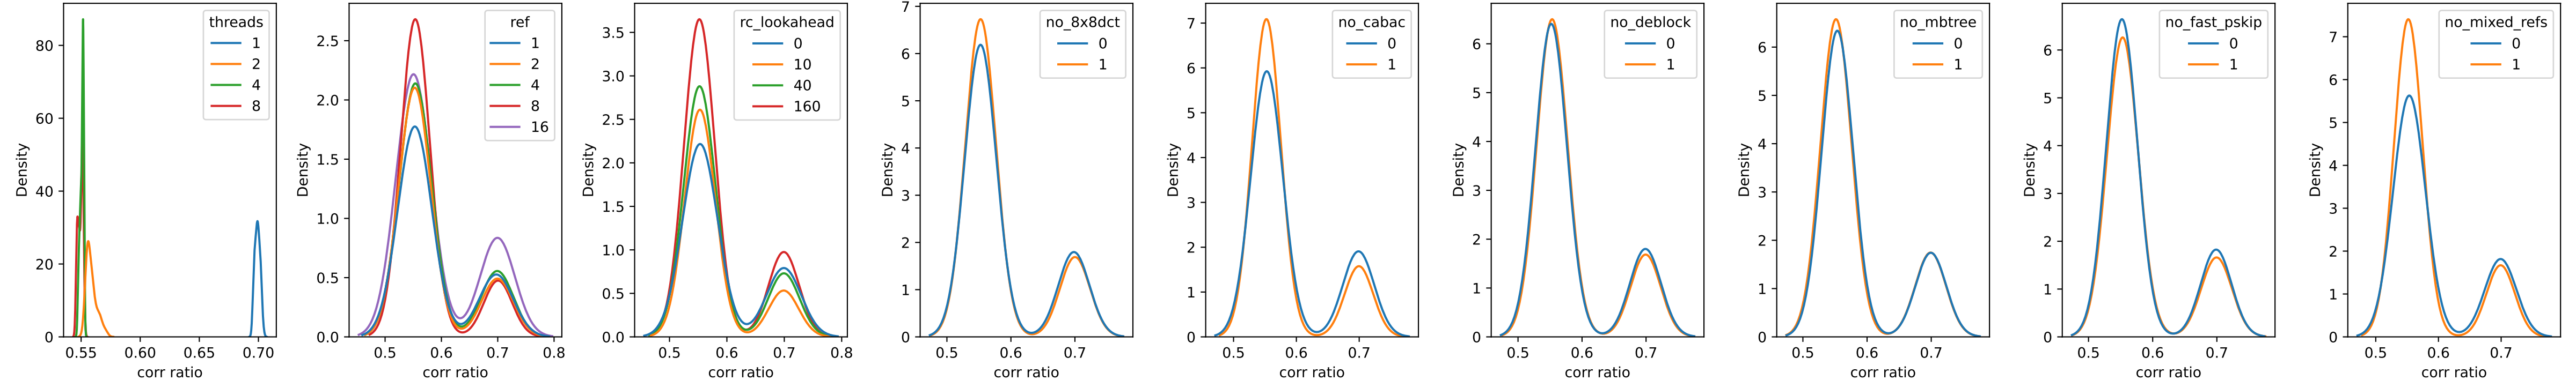 threads
1
2
4
8
80
60
40
20
0
Density
0.55 0.60 0.65 0.70
corr ratio
ref
1
2
4
8
16
2.5
2.0
1.5
1.0
0.5
0.0
Density
0.5 0.6 0.7 0.8
corr ratio
rc_lookahead
0
10
40
160
3.5
3.0
2.5
2.0
1.5
1.0
0.5
0.0
Density
0.5 0.6 0.7 0.8
corr ratio
no_8x8dct
0
1
7
6
5
4
3
2
1
0
Density
0.5 0.6 0.7
corr ratio
no_cabac
0
1
7
6
5
4
3
2
1
0
Density
0.5 0.6 0.7
corr ratio
no_deblock
0
1
6
5
4
3
2
1
0
Density
0.5 0.6 0.7
corr ratio
no_mbtree
0
1
6
5
4
3
2
1
0
Density
0.5 0.6 0.7
corr ratio
no_fast_pskip
0
1
6
5
4
3
2
1
0
Density
0.5 0.6 0.7
corr ratio
no_mixed_refs
0
1
7
6
5
4
3
2
1
0
Density
0.5 0.6 0.7
corr ratio